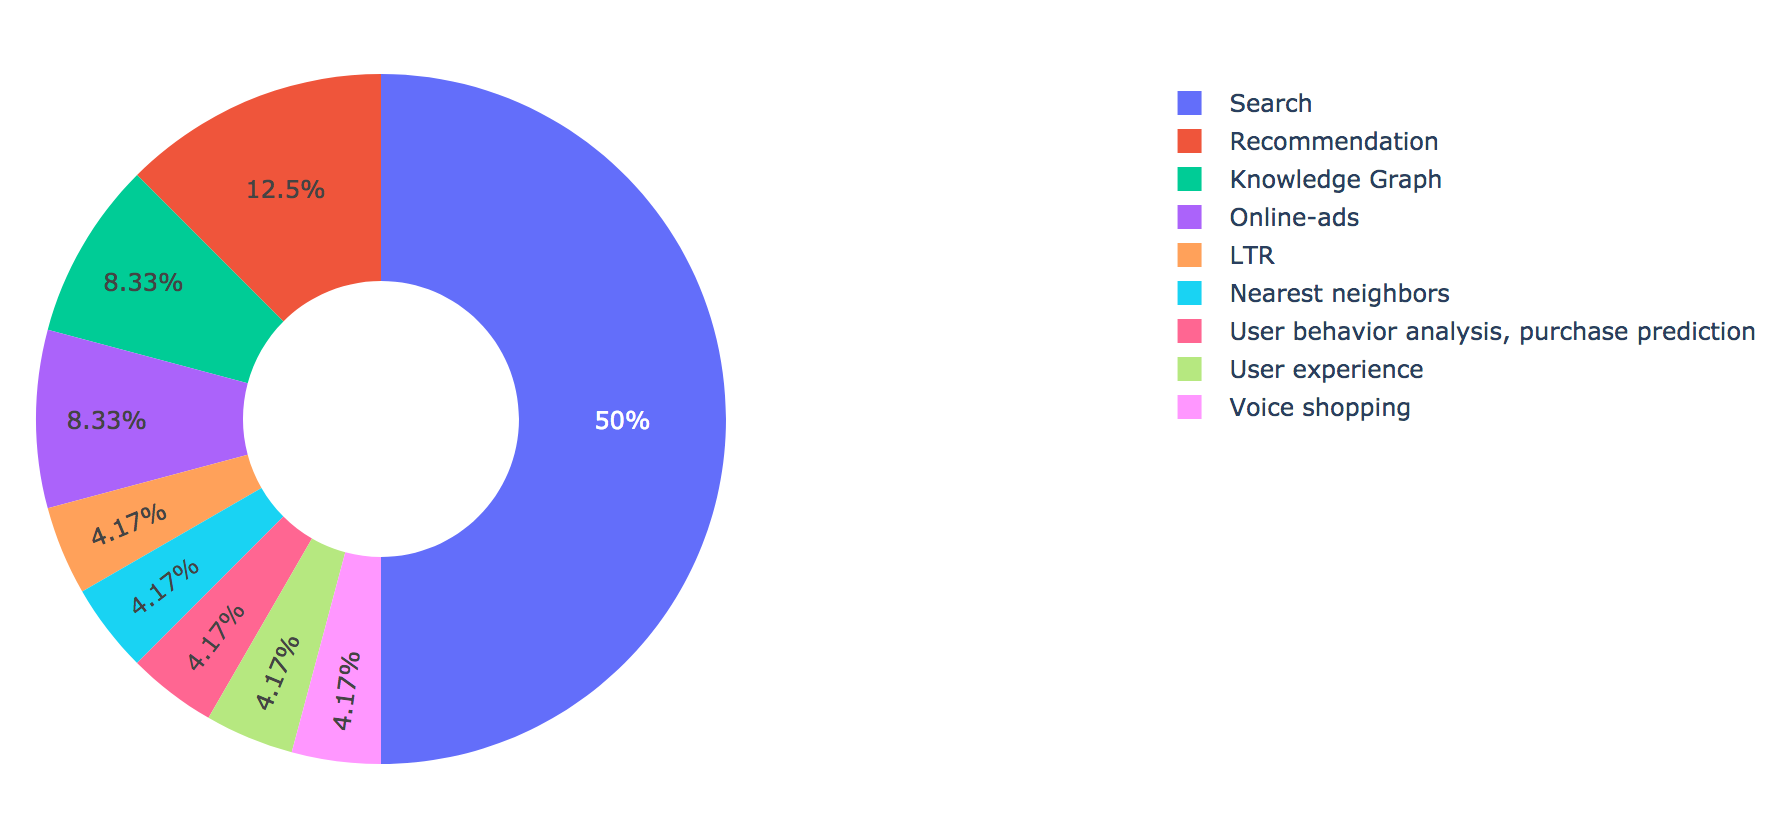 12.5%
8.33%
8.33%
50%
4.17%
4.17%
4.17%
4.17%
4.17%
Search
Recommendation
Knowledge Graph
Online-ads
LTR
Nearest neighbors
User behavior analysis, purchase prediction
User experience
Voice shopping